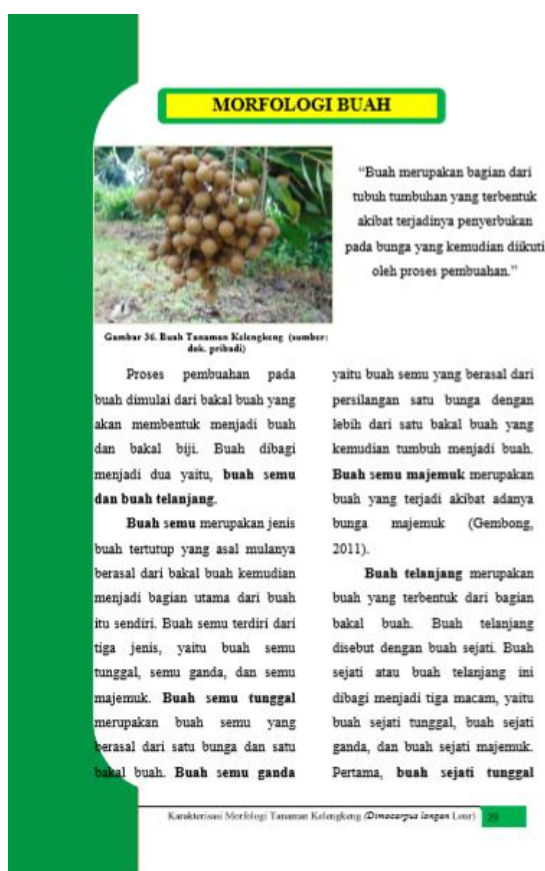 MORFOLOGI BUAH
“Buah merupakan bagian dari
tubuh tumbuhan yang terbentuk
akibat terjadinya penyerbukan
pada bunga yang kemudian diikuti
oleh proses pembuahan.”
Gambar 36. Buah Tanaman Kelengkeng (sumber:
dok. pribadi)
Proses pembuahan pada
buah dimulai dari bakal buah yang
akan membentuk menjadi buah
dan bakal biji. Buah dibagi
menjadi dua yaitu, buah semu
dan buah telanjang.
Buah semu merupakan jenis
buah tertutup yang asal mulanya
berasal dari bakal buah kemudian
menjadi bagian utama dari buah
itu sendiri. Buah semu terdiri dari
tiga jenis, yaitu buah semu
tunggal, semu ganda, dan semu
majemuk. Buah semu tunggal
merupakan buah semu yang
berasal dari satu bunga dan satu
bakal buah. Buah semu ganda
yaitu buah semu yang berasal dari
persilangan satu bunga dengan
lebih dari satu bakal buah yang
kemudian tumbuh menjadi buah.
Buah semu majemuk merupakan
buah yang terjadi akibat adanya
bunga majemuk (Gembong,
2011).
Buah telanjang merupakan
buah yang terbentuk dari bagian
bakal buah. Buah telanjang
disebut dengan buah sejati. Buah
sejati atau buah telanjang ini
dibagi menjadi tiga macam, yaitu
buah sejati tunggal, buah sejati
ganda, dan buah sejati majemuk.
Pertama, buah sejati tunggal
Karakterisasi Morfologi Tanaman Kelengkeng (Dimocarpus longan Lour) 29